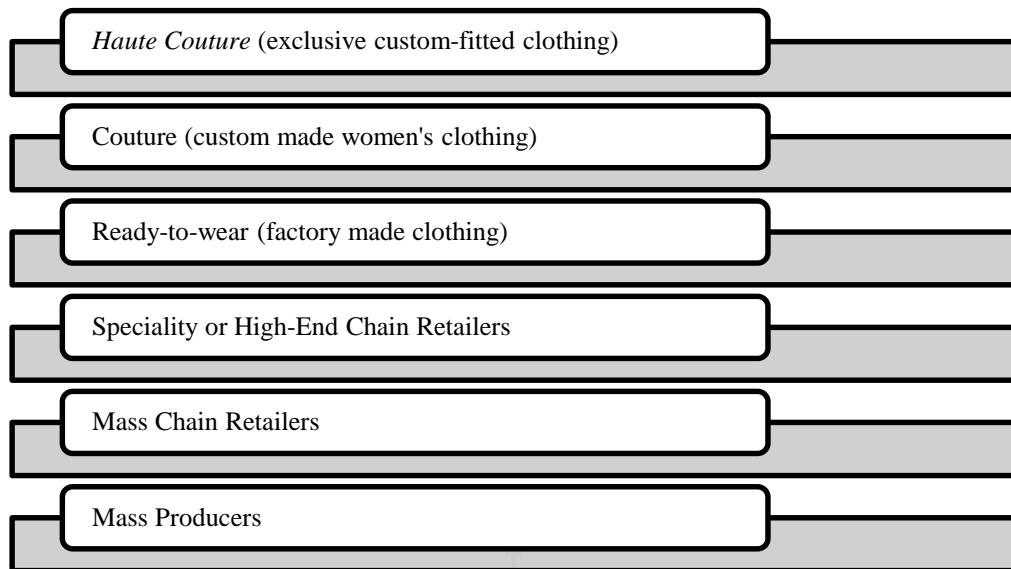 Haute Couture (exclusive custom-fitted clothing)
Couture (custom made women's clothing)
Ready-to-wear (factory made clothing)
Speciality or High-End Chain Retailers
Mass Chain Retailers
Mass Producers